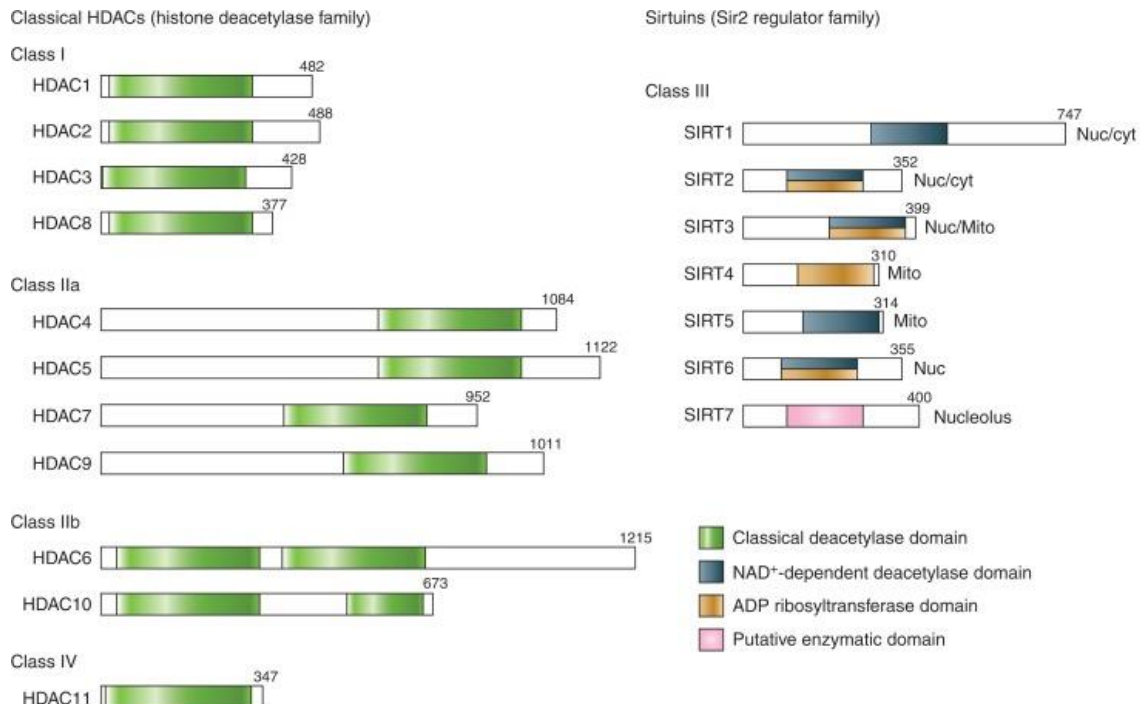 Classical HDACs (histone deacetylase family)
Class I
482
HDAC1
488
HDAC2
428
HDAC3
377
HDAC8
Class IIa
1084
HDAC4
1122
HDAC5
952
HDAC7
1011
HDAC9
Class IIb
1215
HDAC6
673
HDAC10
Class IV
347
HDAC11
Sirtuins (Sir2 regulator family)
Class III
747
SIRT1 Nuc/cyt
352
SIRT2 Nuc/cyt
399
SIRT3 Nuc/Mito
310
SIRT4 Mito
314
SIRT5 Mito
355
SIRT6 Nuc
400
SIRT7 Nucleolus
Classical deacetylase domain
NAD⁺-dependent deacetylase domain
ADP ribosyltransferase domain
Putative enzymatic domain